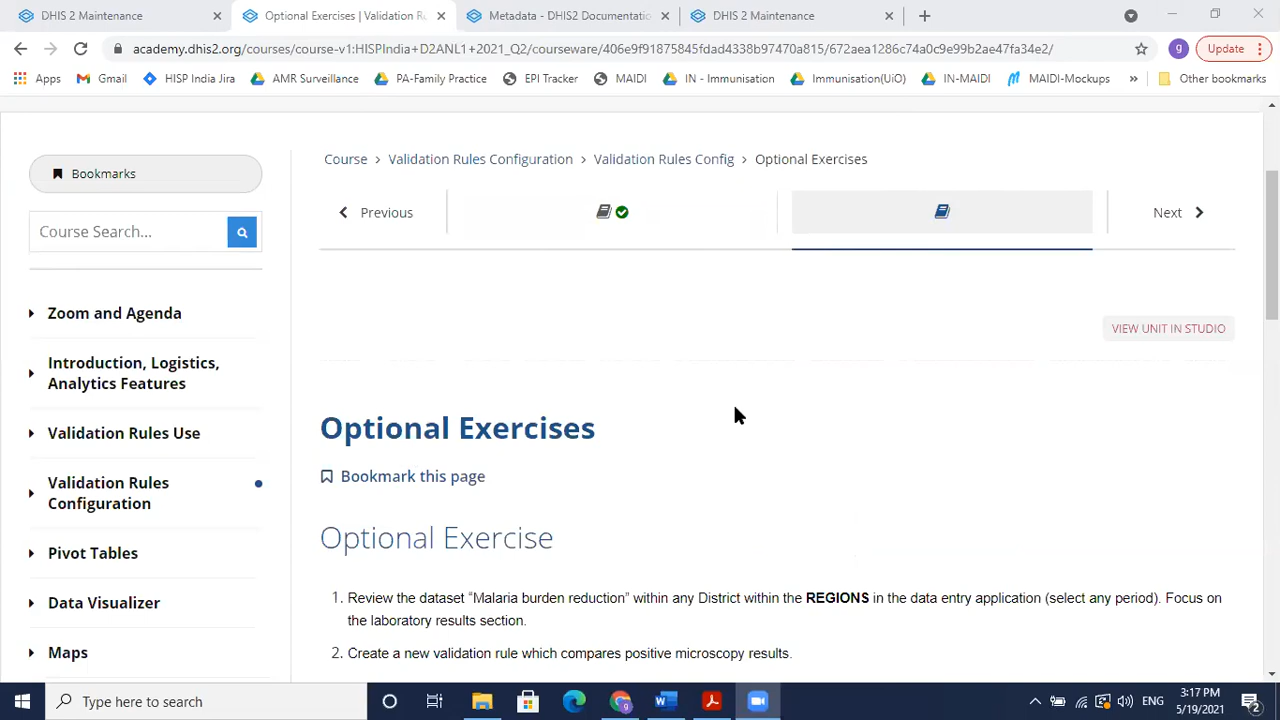 DHIS 2 Maintenance
Optional Exercises | Validation Ru
Metadata - DHIS2 Documentatio
DHIS 2 Maintenance
academy.dhis2.org/courses/course-v1:HISPIndia+D2ANL1+2021_Q2/courseware/406e9f91875845fdad4338b97470a815/672aea1286c74a0c9e99b2ae47fa34e2/
g
Update
Apps
Gmail
HISP India Jira
AMR Surveillance
PA-Family Practice
EPI Tracker
MAIDI
IN - Immunisation
Immunisation(UiO)
IN-MAIDI
MAIDI-Mockups
»
Other bookmarks
Bookmarks
Course Search...
Zoom and Agenda
Introduction, Logistics,
Analytics Features
Validation Rules Use
Validation Rules
Configuration
Pivot Tables
Data Visualizer
Maps
Course > Validation Rules Configuration > Validation Rules Config > Optional Exercises
Previous
Next
VIEW UNIT IN STUDIO
Optional Exercises
Bookmark this page
Optional Exercise
1. Review the dataset “Malaria burden reduction” within any District within the REGIONS in the data entry application (select any period). Focus on
the laboratory results section.
2. Create a new validation rule which compares positive microscopy results.
Type here to search
g
ENG
3:17 PM
5/19/2021
2